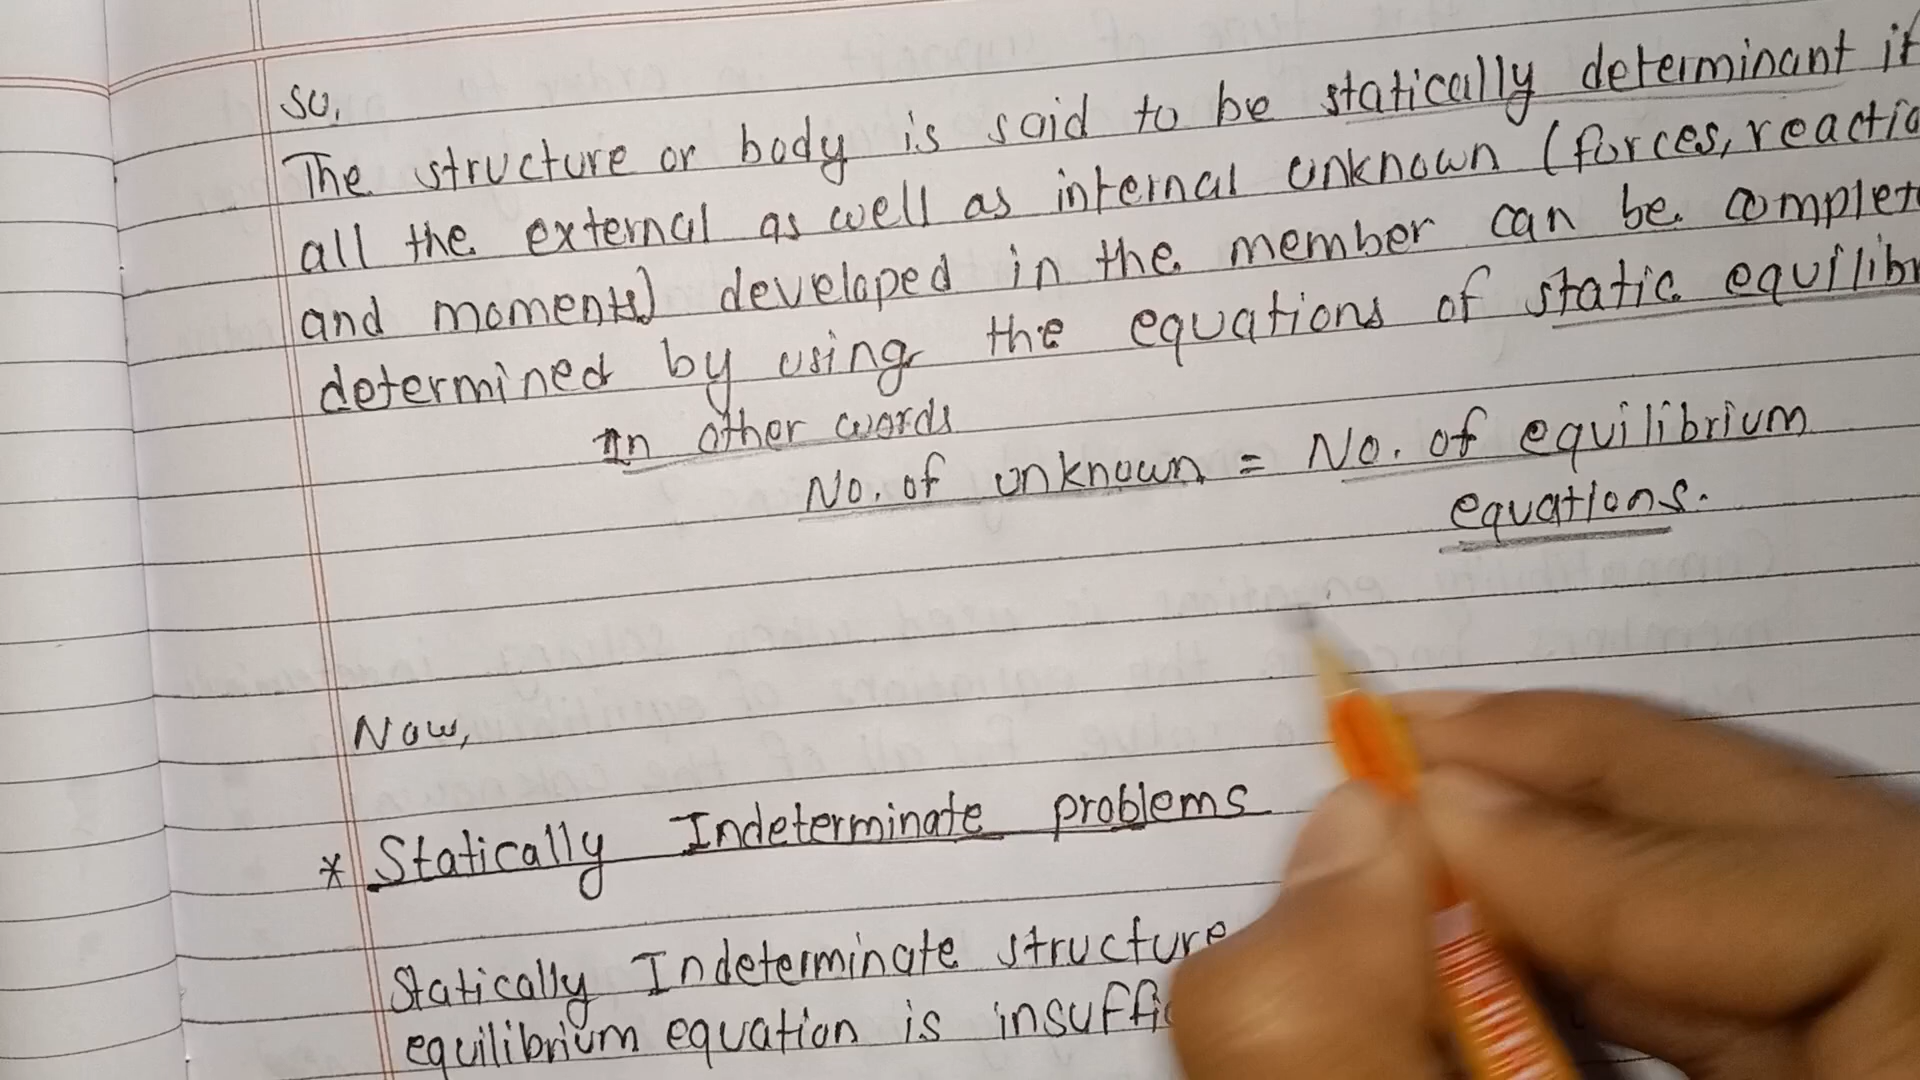 So,
The structure or body is said to be statically determinant if
all the external as well as internal unknown (forces, reactio
and moments) developed in the member can be complete
determined by using the equations of static equilibr
In other words
No. of unknown = No. of equilibrium
equations.
Now,
* Statically Indeterminate problems
Statically Indeterminate structure
equilibrium equation is insuffic